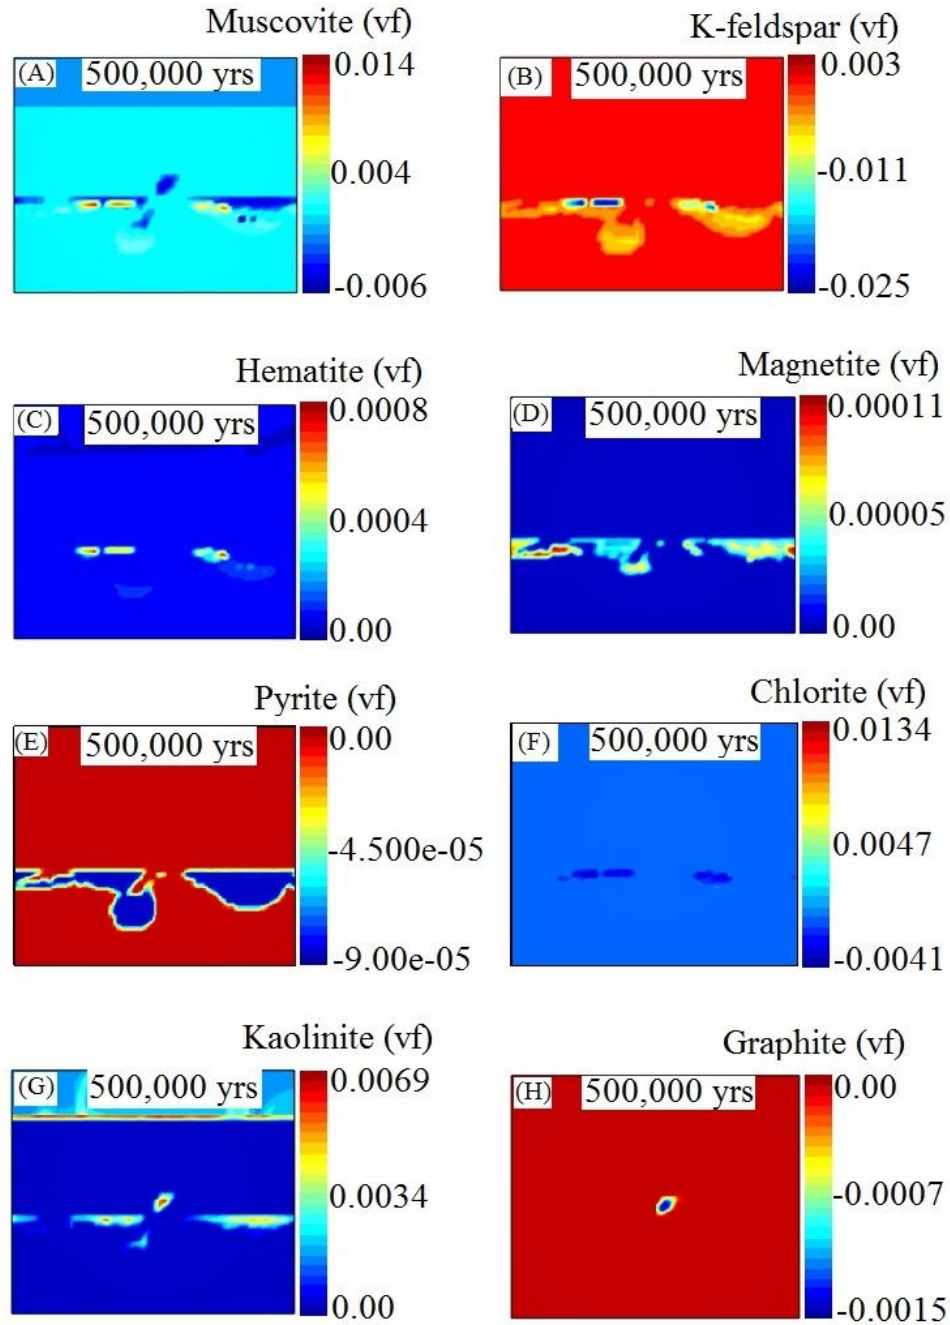 Muscovite (vf)
(A) 500,000 yrs
0.014
0.004
-0.006
K-feldspar (vf)
(B) 500,000 yrs
0.003
-0.011
-0.025
Hematite (vf)
(C) 500,000 yrs
0.0008
0.0004
0.00
Magnetite (vf)
(D) 500,000 yrs
0.00011
0.00005
0.00
Pyrite (vf)
(E) 500,000 yrs
0.00
-4.500e-05
-9.00e-05
Chlorite (vf)
(F) 500,000 yrs
0.0134
0.0047
-0.0041
Kaolinite (vf)
(G) 500,000 yrs
0.0069
0.0034
0.00
Graphite (vf)
(H) 500,000 yrs
0.00
-0.0007
-0.0015